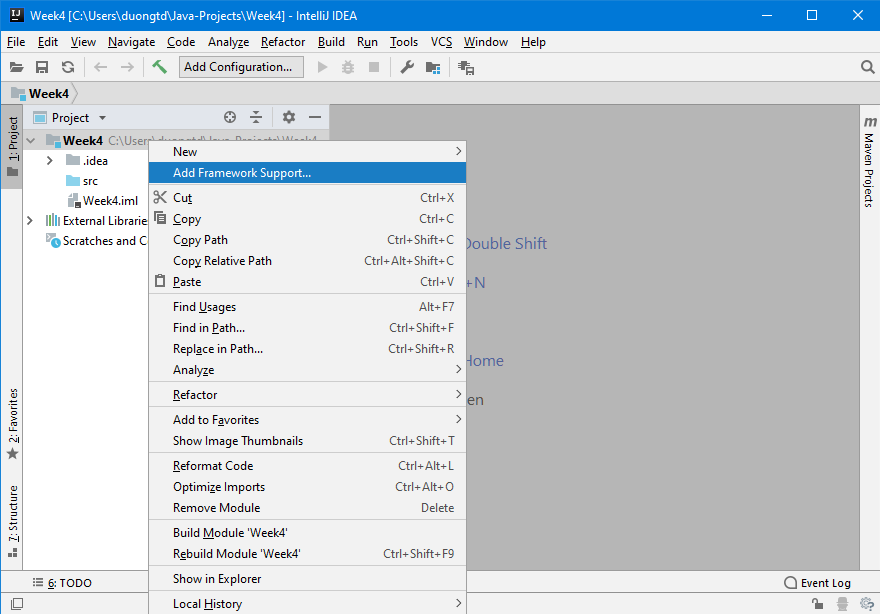 Week4 [C:\Users\duongtd\Java-Projects\Week4] - IntelliJ IDEA
File Edit View Navigate Code Analyze Refactor Build Run Tools VCS Window Help
Add Configuration...
Week4
1: Project
Project
Week4 C:\Users\duongtd\Java-Projects\Week4
.idea
src
Week4.iml
External Librarie
Scratches and C
New
Add Framework Support...
Cut Ctrl+X
Copy Ctrl+C
Copy Path Ctrl+Shift+C
Copy Relative Path Ctrl+Alt+Shift+C
Paste Ctrl+V
Find Usages Alt+F7
Find in Path... Ctrl+Shift+F
Replace in Path... Ctrl+Shift+R
Analyze
Refactor
Add to Favorites
Show Image Thumbnails Ctrl+Shift+T
Reformat Code Ctrl+Alt+L
Optimize Imports Ctrl+Alt+O
Remove Module Delete
Build Module 'Week4'
Rebuild Module 'Week4' Ctrl+Shift+F9
Show in Explorer
Local History
Double Shift
+N
Home
en
m
Maven Projects
2: Favorites
7: Structure
6: TODO
Event Log